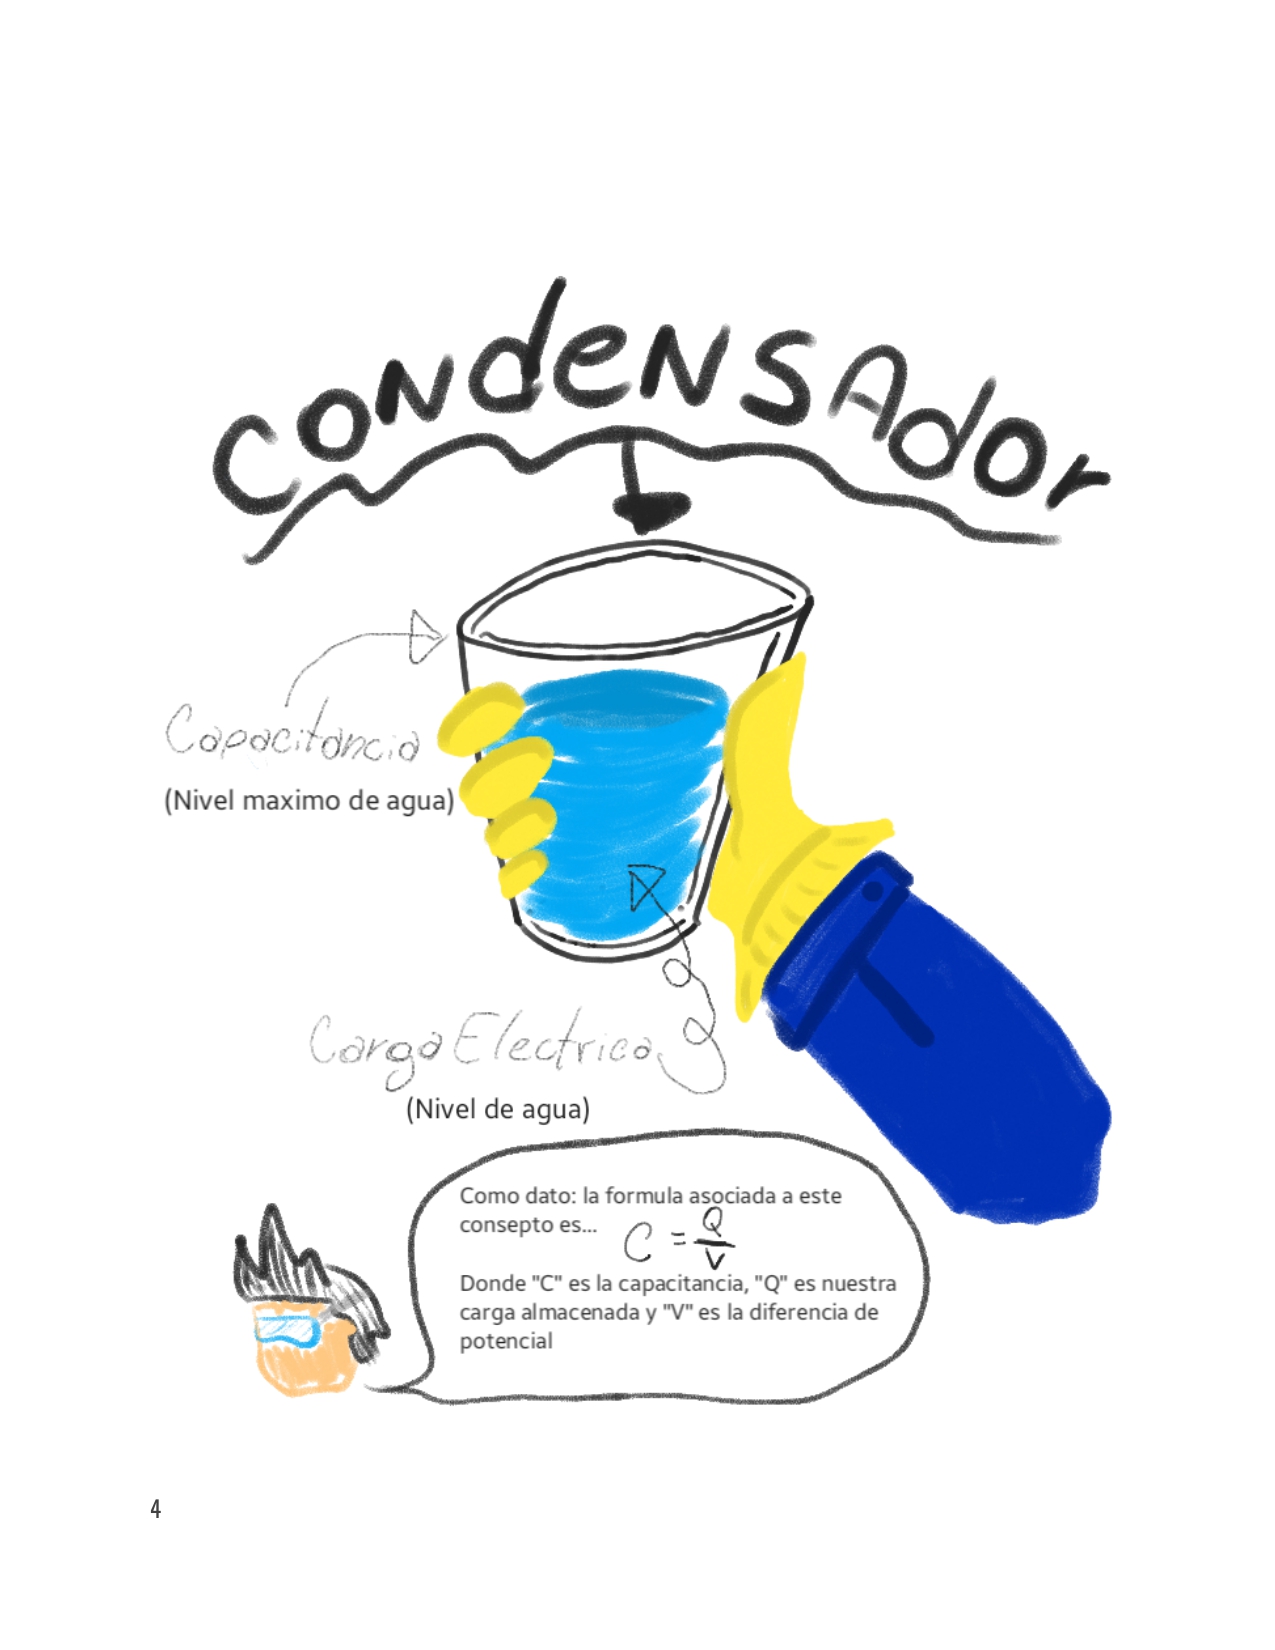 CONdeNSAdor
Capacitancia
(Nivel maximo de agua)
Carga Electrica
(Nivel de agua)
Como dato: la formula asociada a este
consepto es... C = Q/V
Donde "C" es la capacitancia, "Q" es nuestra
carga almacenada y "V" es la diferencia de
potencial
4